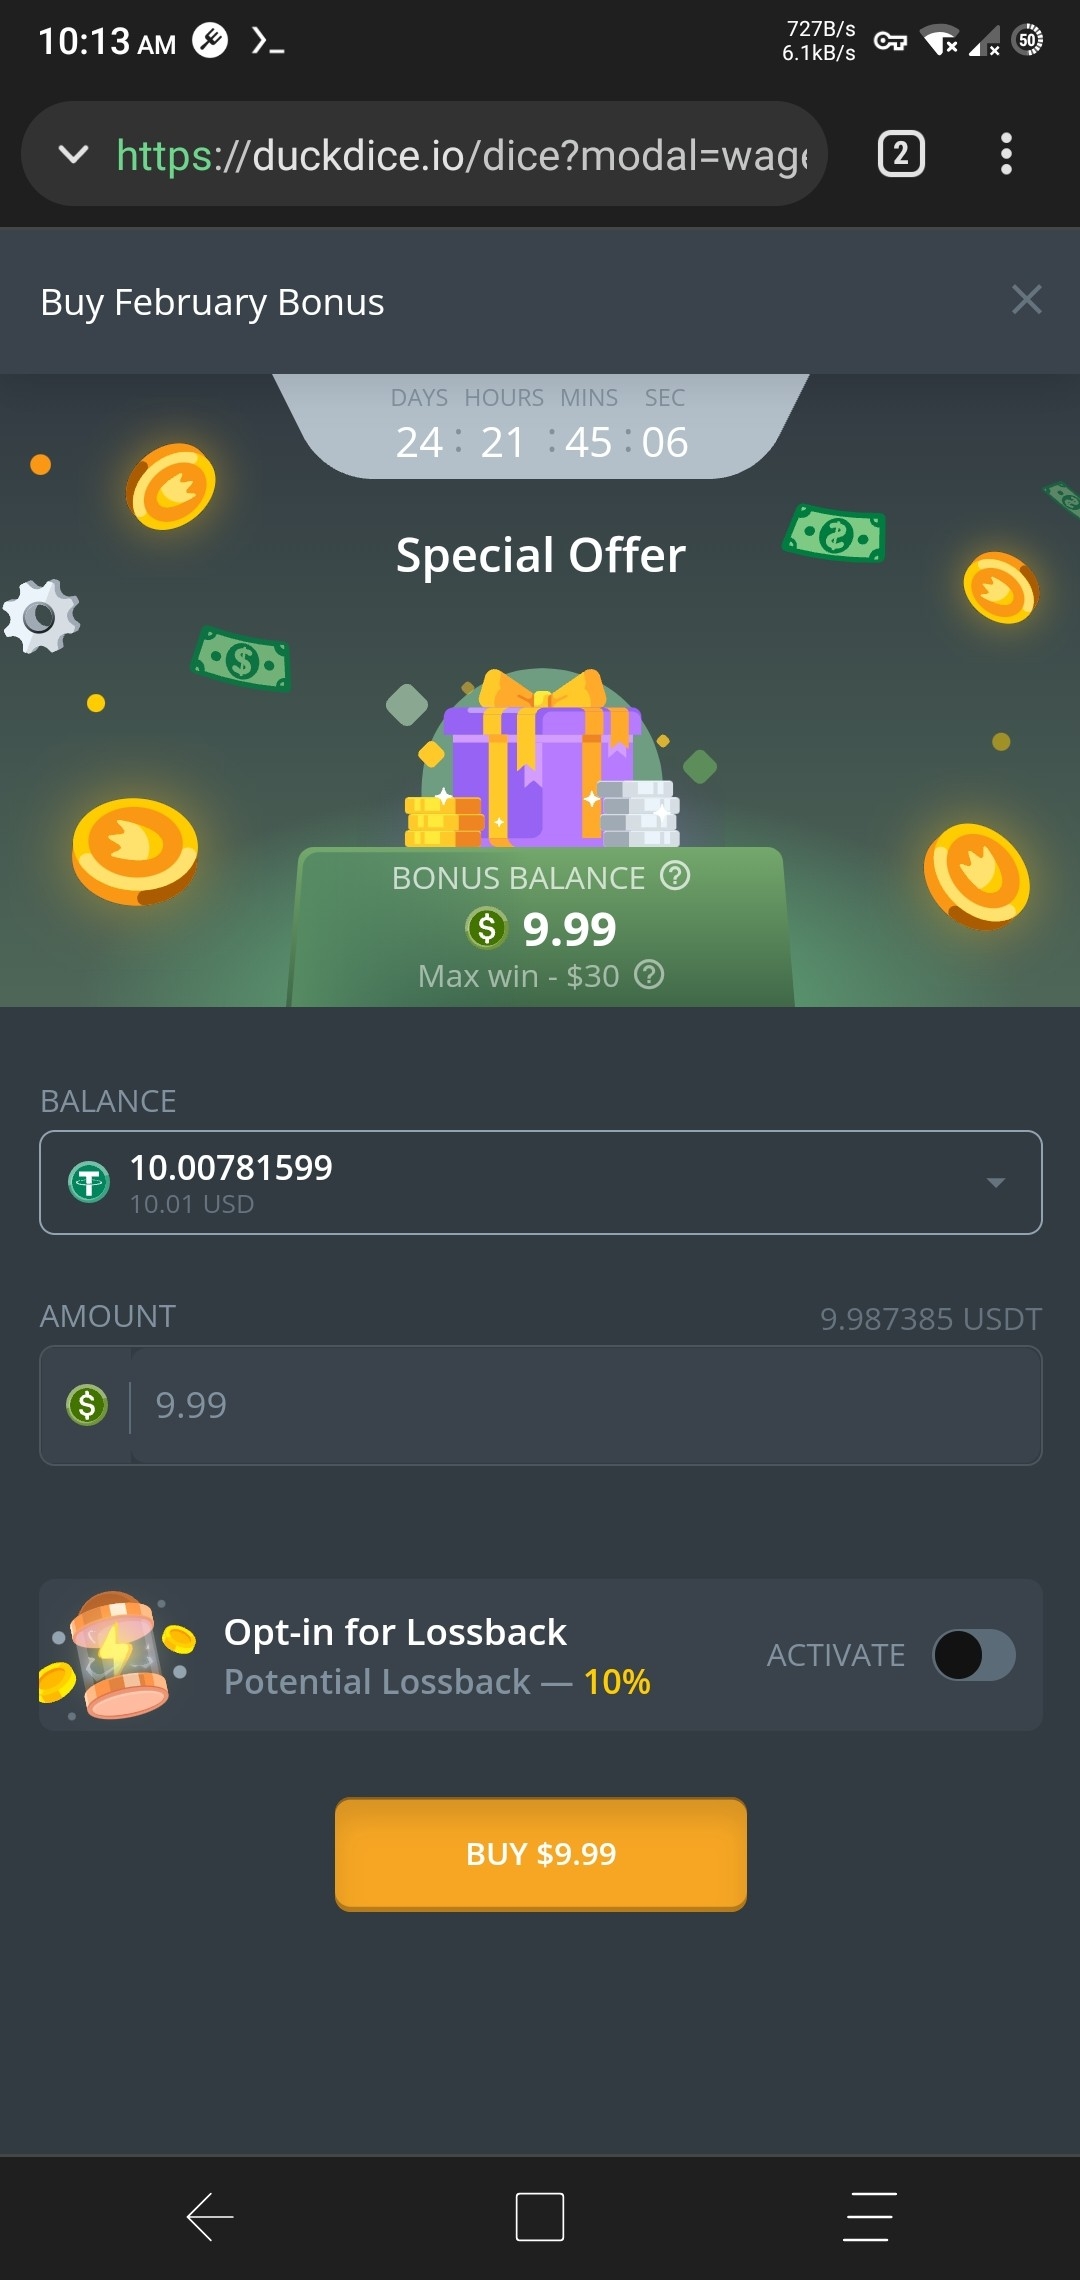 10:13 AM
727B/s
6.1kB/s
50
https://duckdice.io/dice?modal=wage
2
Buy February Bonus
DAYS HOURS MINS SEC
24 : 21 : 45 : 06
Special Offer
BONUS BALANCE
9.99
Max win - $30
BALANCE
10.00781599
10.01 USD
AMOUNT
9.987385 USDT
9.99
Opt-in for Lossback
Potential Lossback — 10%
ACTIVATE
BUY $9.99